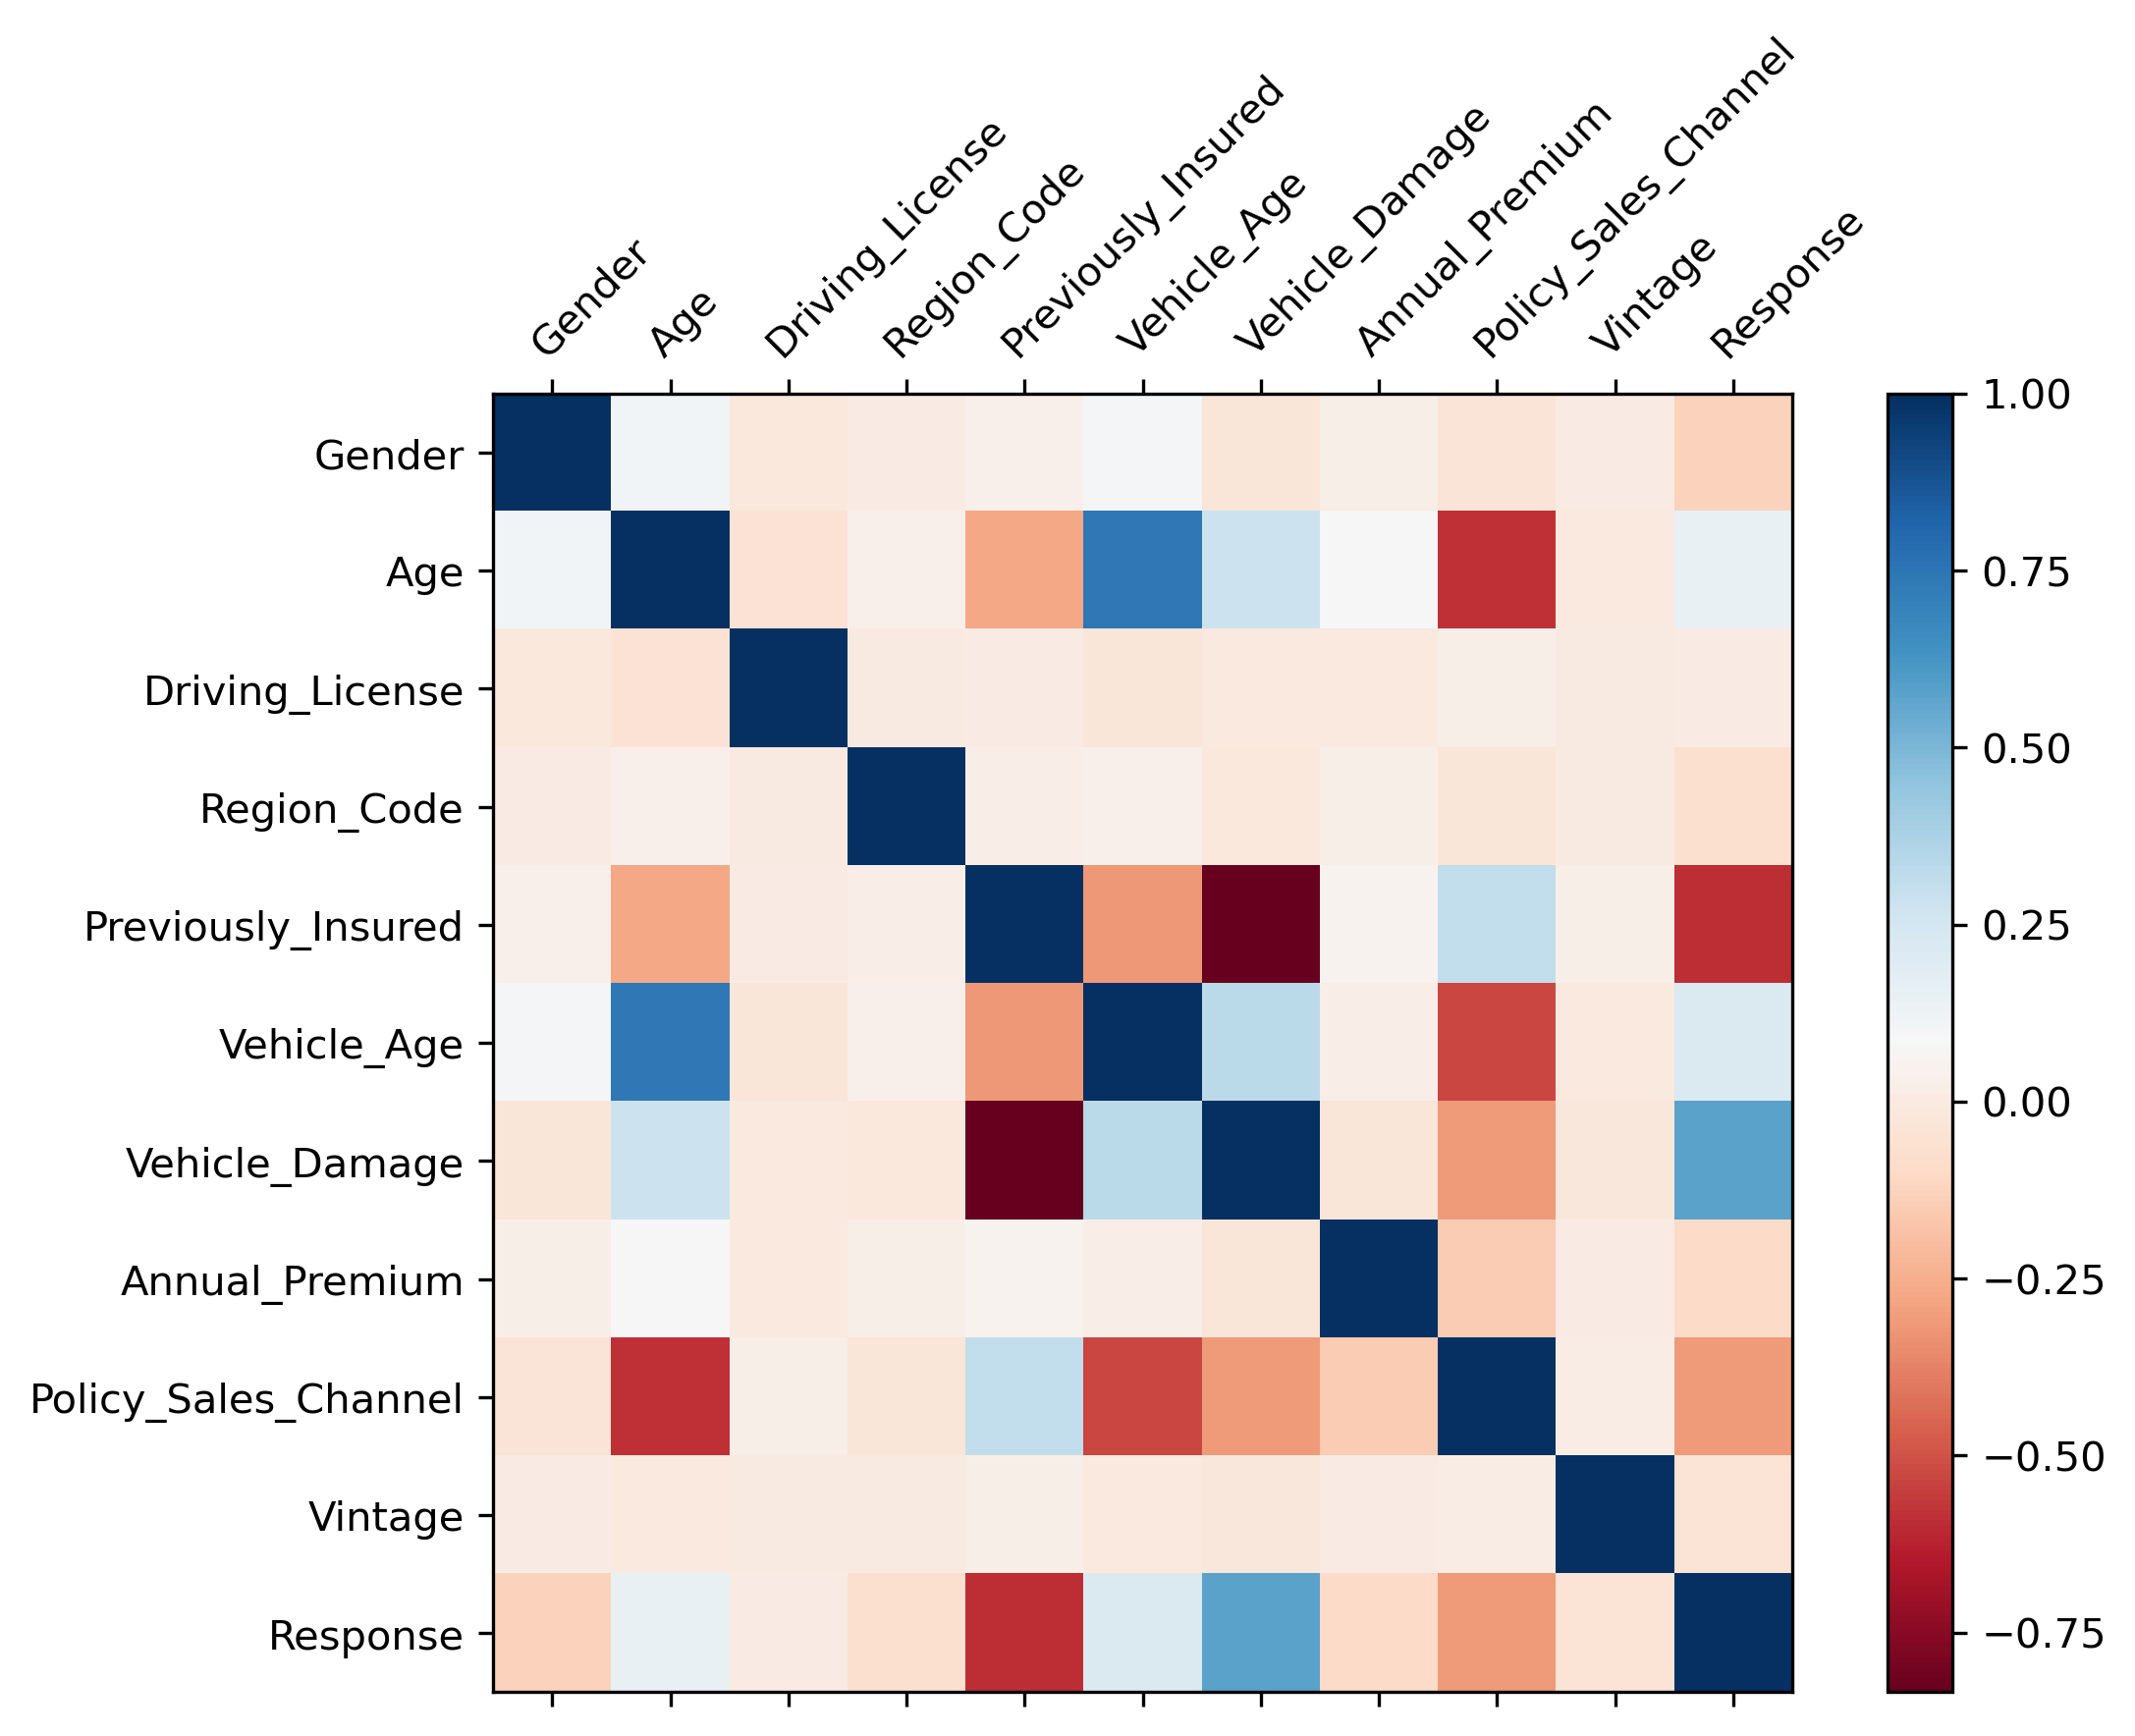 Gender
Age
Driving_License
Region_Code
Previously_Insured
Vehicle_Age
Vehicle_Damage
Annual_Premium
Policy_Sales_Channel
Vintage
Response
Gender
Age
Driving_License
Region_Code
Previously_Insured
Vehicle_Age
Vehicle_Damage
Annual_Premium
Policy_Sales_Channel
Vintage
Response
1.00
0.75
0.50
0.25
0.00
−0.25
−0.50
−0.75